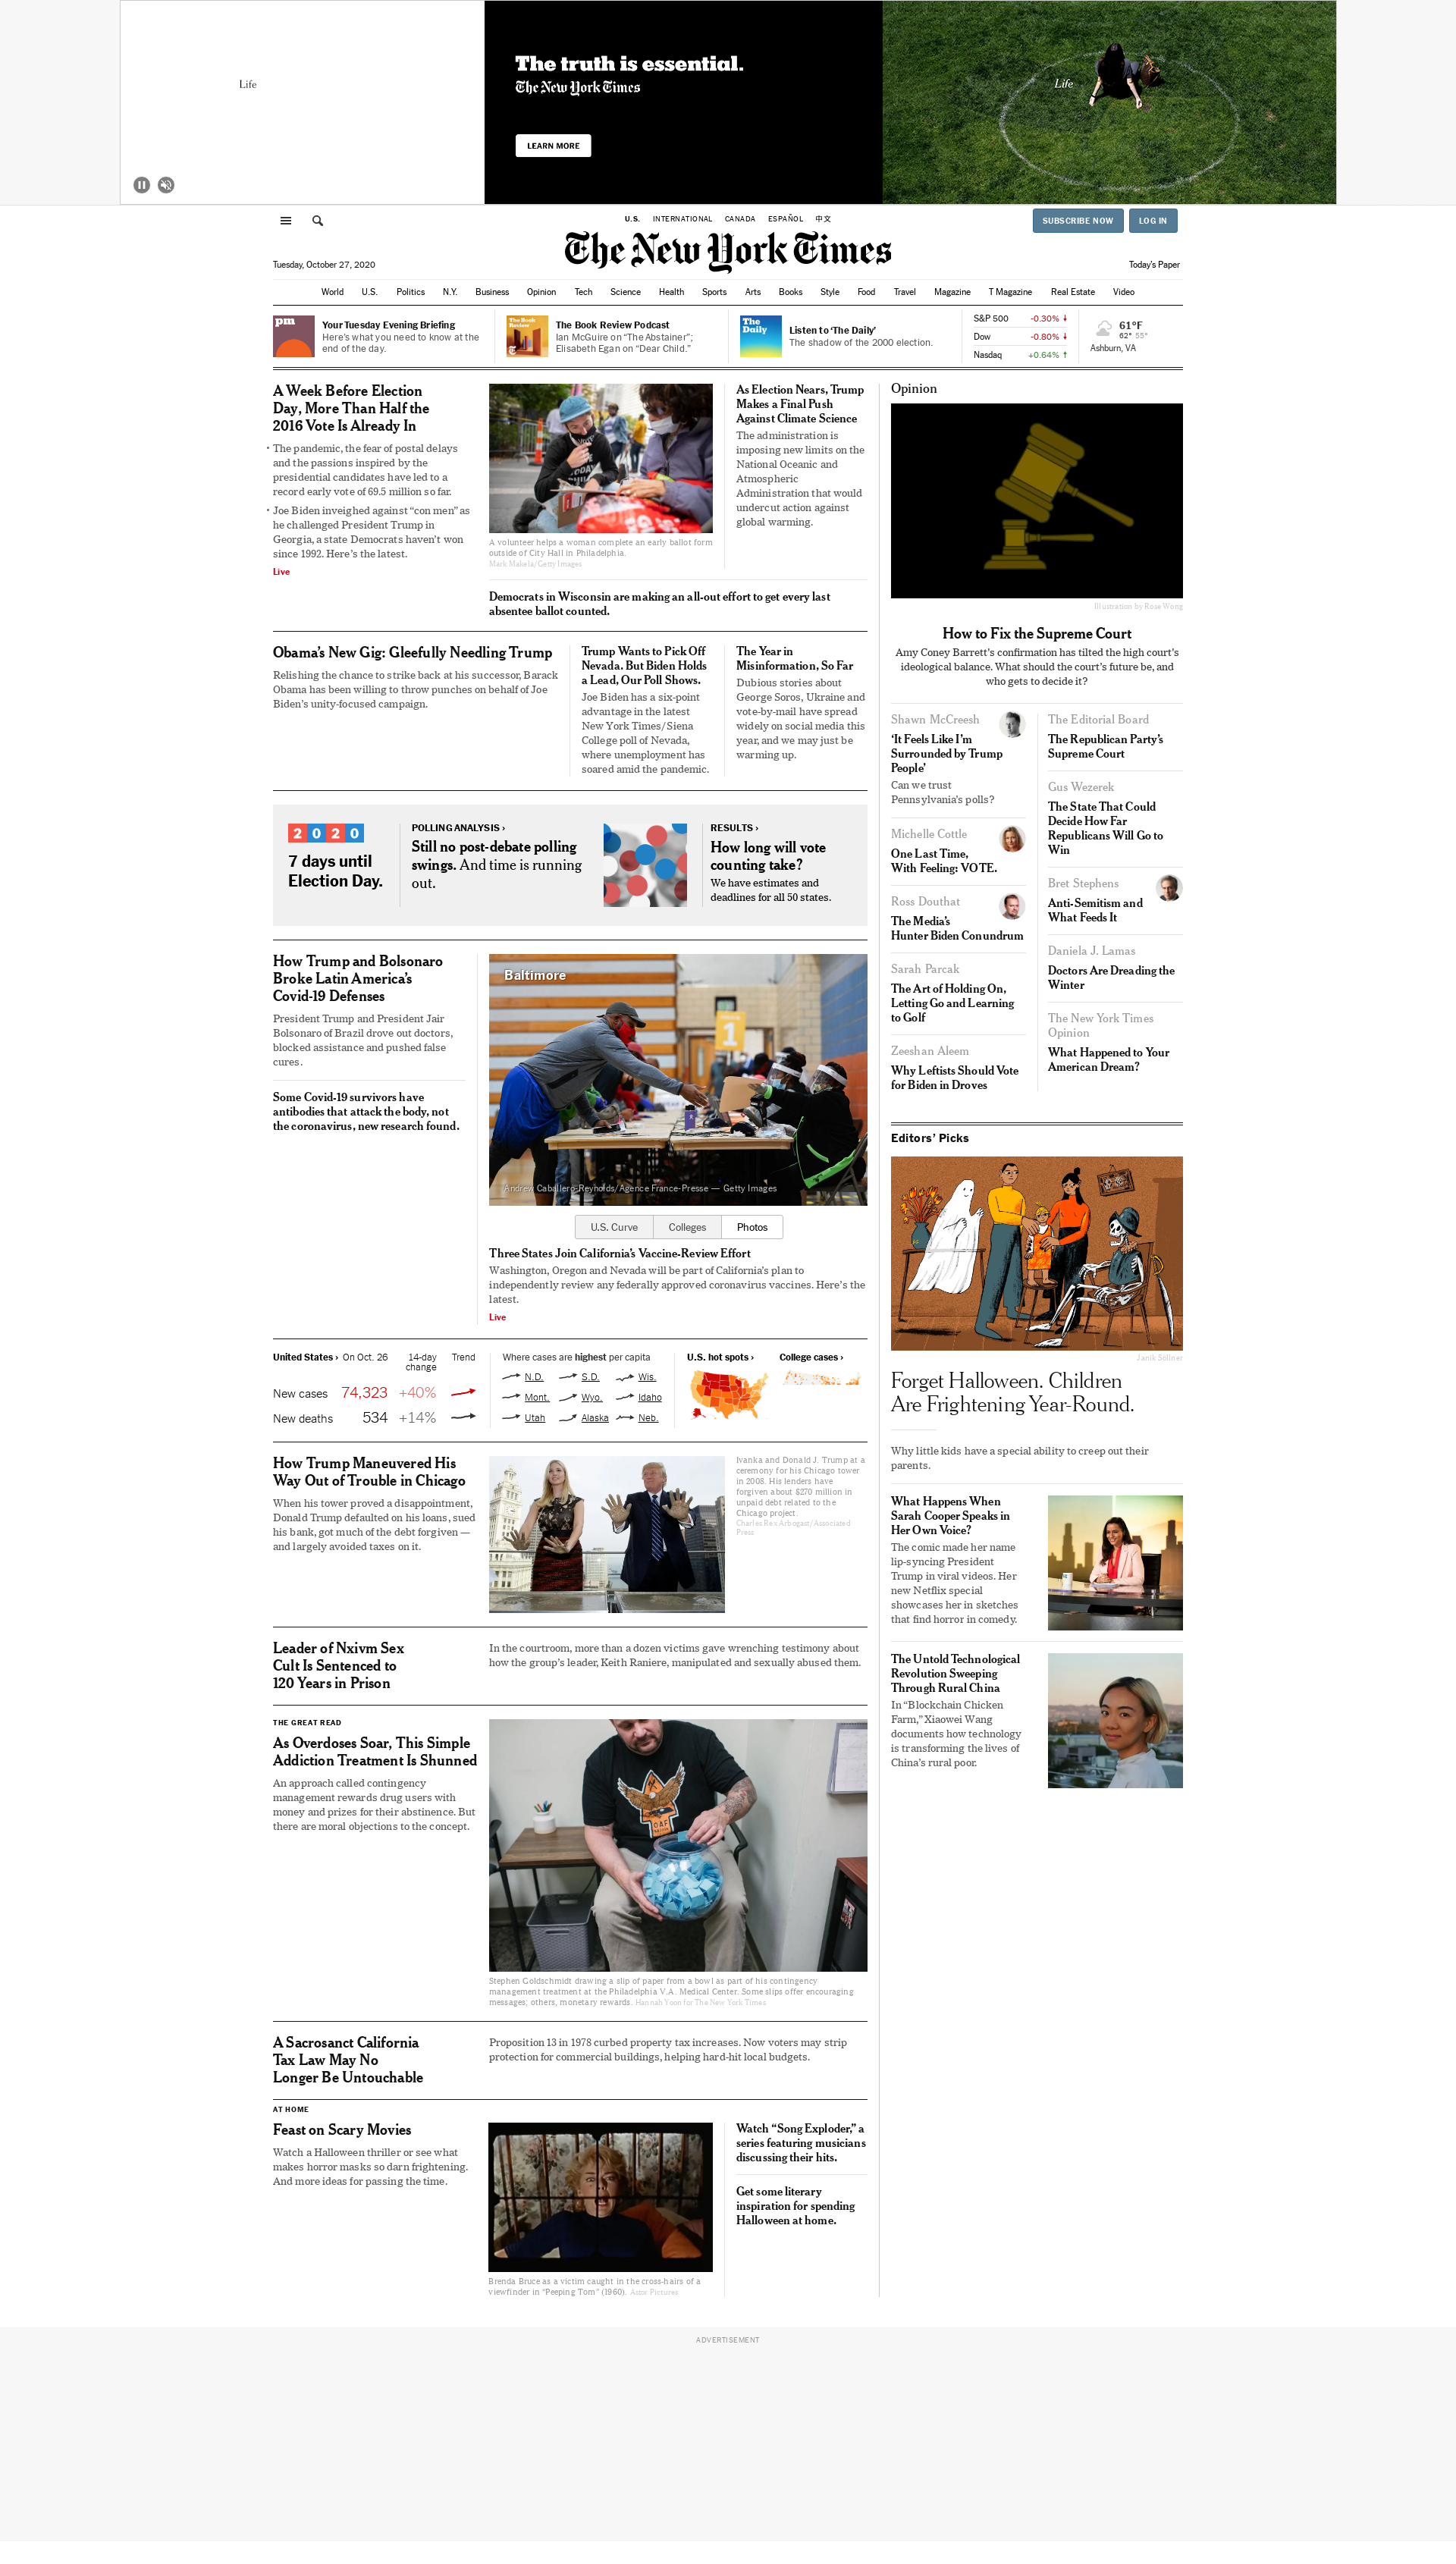 Life
The truth is essential.
The New York Times
LEARN MORE
Life
U.S. INTERNATIONAL CANADA ESPAÑOL 中文
SUBSCRIBE NOW LOG IN
The New York Times
Tuesday, October 27, 2020
Today's Paper
World U.S. Politics N.Y. Business Opinion Tech Science Health Sports Arts Books Style Food Travel Magazine T Magazine Real Estate Video
pm
Your Tuesday Evening Briefing
Here's what you need to know at the
end of the day.
The Book
Review
The Book Review Podcast
Ian McGuire on “The Abstainer”;
Elisabeth Egan on “Dear Child.”
The
Daily
Listen to ‘The Daily’
The shadow of the 2000 election.
S&P 500 -0.30%
Dow -0.80%
Nasdaq +0.64%
61°F
62° 55°
Ashburn, VA
A Week Before Election
Day, More Than Half the
2016 Vote Is Already In
The pandemic, the fear of postal delays
and the passions inspired by the
presidential candidates have led to a
record early vote of 69.5 million so far.
Joe Biden inveighed against “con men” as
he challenged President Trump in
Georgia, a state Democrats haven't won
since 1992. Here's the latest.
Live
A volunteer helps a woman complete an early ballot form
outside of City Hall in Philadelphia.
Mark Makela/Getty Images
As Election Nears, Trump
Makes a Final Push
Against Climate Science
The administration is
imposing new limits on the
National Oceanic and
Atmospheric
Administration that would
undercut action against
global warming.
Democrats in Wisconsin are making an all-out effort to get every last
absentee ballot counted.
Obama's New Gig: Gleefully Needling Trump
Relishing the chance to strike back at his successor, Barack
Obama has been willing to throw punches on behalf of Joe
Biden's unity-focused campaign.
Trump Wants to Pick Off
Nevada. But Biden Holds
a Lead, Our Poll Shows.
Joe Biden has a six-point
advantage in the latest
New York Times/Siena
College poll of Nevada,
where unemployment has
soared amid the pandemic.
The Year in
Misinformation, So Far
Dubious stories about
George Soros, Ukraine and
vote-by-mail have spread
widely on social media this
year, and we may just be
warming up.
2020
7 days until
Election Day.
POLLING ANALYSIS ›
Still no post-debate polling
swings. And time is running
out.
RESULTS ›
How long will vote
counting take?
We have estimates and
deadlines for all 50 states.
How Trump and Bolsonaro
Broke Latin America's
Covid-19 Defenses
President Trump and President Jair
Bolsonaro of Brazil drove out doctors,
blocked assistance and pushed false
cures.
Some Covid-19 survivors have
antibodies that attack the body, not
the coronavirus, new research found.
Baltimore
1
Andrew Caballero-Reynolds/Agence France-Presse — Getty Images
U.S. Curve Colleges Photos
Three States Join California's Vaccine-Review Effort
Washington, Oregon and Nevada will be part of California's plan to
independently review any federally approved coronavirus vaccines. Here's the
latest.
Live
United States › On Oct. 26 14-day
change Trend
New cases 74,323 +40%
New deaths 534 +14%
Where cases are highest per capita
N.D. S.D. Wis.
Mont. Wyo. Idaho
Utah Alaska Neb.
U.S. hot spots › College cases ›
How Trump Maneuvered His
Way Out of Trouble in Chicago
When his tower proved a disappointment,
Donald Trump defaulted on his loans, sued
his bank, got much of the debt forgiven —
and largely avoided taxes on it.
Ivanka and Donald J. Trump at a
ceremony for his Chicago tower
in 2008. His lenders have
forgiven about $270 million in
unpaid debt related to the
Chicago project.
Charles Rex Arbogast/Associated
Press
Leader of Nxivm Sex
Cult Is Sentenced to
120 Years in Prison
In the courtroom, more than a dozen victims gave wrenching testimony about
how the group's leader, Keith Raniere, manipulated and sexually abused them.
THE GREAT READ
As Overdoses Soar, This Simple
Addiction Treatment Is Shunned
An approach called contingency
management rewards drug users with
money and prizes for their abstinence. But
there are moral objections to the concept.
Stephen Goldschmidt drawing a slip of paper from a bowl as part of his contingency
management treatment at the Philadelphia V.A. Medical Center. Some slips offer encouraging
messages; others, monetary rewards. Hannah Yoon for The New York Times
A Sacrosanct California
Tax Law May No
Longer Be Untouchable
Proposition 13 in 1978 curbed property tax increases. Now voters may strip
protection for commercial buildings, helping hard-hit local budgets.
AT HOME
Feast on Scary Movies
Watch a Halloween thriller or see what
makes horror masks so darn frightening.
And more ideas for passing the time.
Brenda Bruce as a victim caught in the cross-hairs of a
viewfinder in “Peeping Tom” (1960). Astor Pictures
Watch “Song Exploder,” a
series featuring musicians
discussing their hits.
Get some literary
inspiration for spending
Halloween at home.
Opinion
Illustration by Rose Wong
How to Fix the Supreme Court
Amy Coney Barrett's confirmation has tilted the high court's
ideological balance. What should the court's future be, and
who gets to decide it?
Shawn McCreesh
‘It Feels Like I'm
Surrounded by Trump
People’
Can we trust
Pennsylvania's polls?
Michelle Cottle
One Last Time,
With Feeling: VOTE.
Ross Douthat
The Media's
Hunter Biden Conundrum
Sarah Parcak
The Art of Holding On,
Letting Go and Learning
to Golf
Zeeshan Aleem
Why Leftists Should Vote
for Biden in Droves
The Editorial Board
The Republican Party's
Supreme Court
Gus Wezerek
The State That Could
Decide How Far
Republicans Will Go to
Win
Bret Stephens
Anti-Semitism and
What Feeds It
Daniela J. Lamas
Doctors Are Dreading the
Winter
The New York Times
Opinion
What Happened to Your
American Dream?
Editors' Picks
Janik Söllner
Forget Halloween. Children
Are Frightening Year-Round.
Why little kids have a special ability to creep out their
parents.
What Happens When
Sarah Cooper Speaks in
Her Own Voice?
The comic made her name
lip-syncing President
Trump in viral videos. Her
new Netflix special
showcases her in sketches
that find horror in comedy.
The Untold Technological
Revolution Sweeping
Through Rural China
In “Blockchain Chicken
Farm,” Xiaowei Wang
documents how technology
is transforming the lives of
China's rural poor.
ADVERTISEMENT